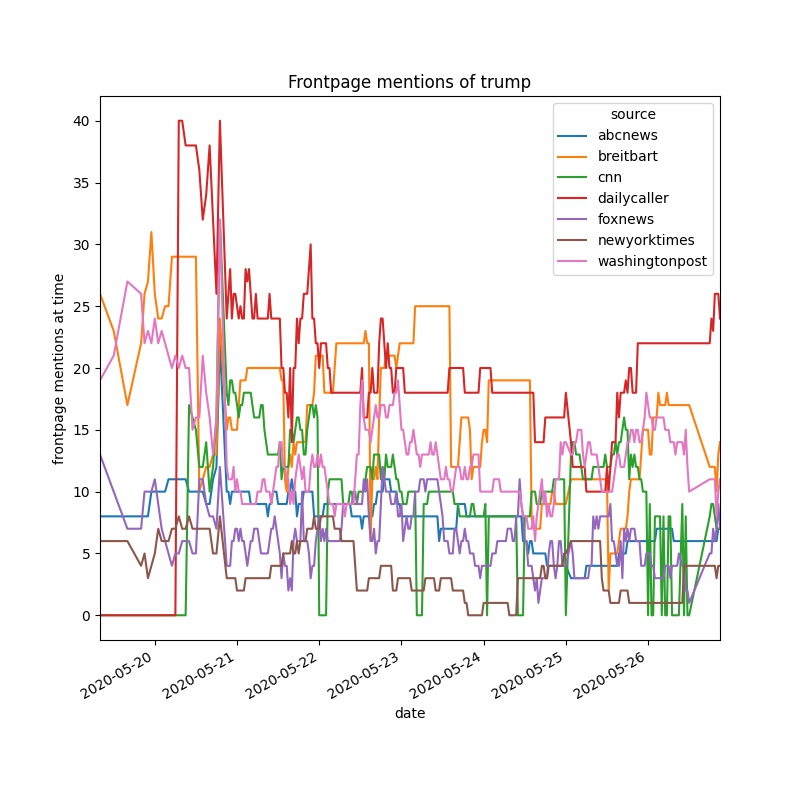 Frontpage mentions of trump
source
abcnews
breitbart
cnn
dailycaller
foxnews
newyorktimes
washingtonpost
frontpage mentions at time
40
35
30
25
20
15
10
5
0
2020-05-20
2020-05-21
2020-05-22
2020-05-23
2020-05-24
2020-05-25
2020-05-26
date